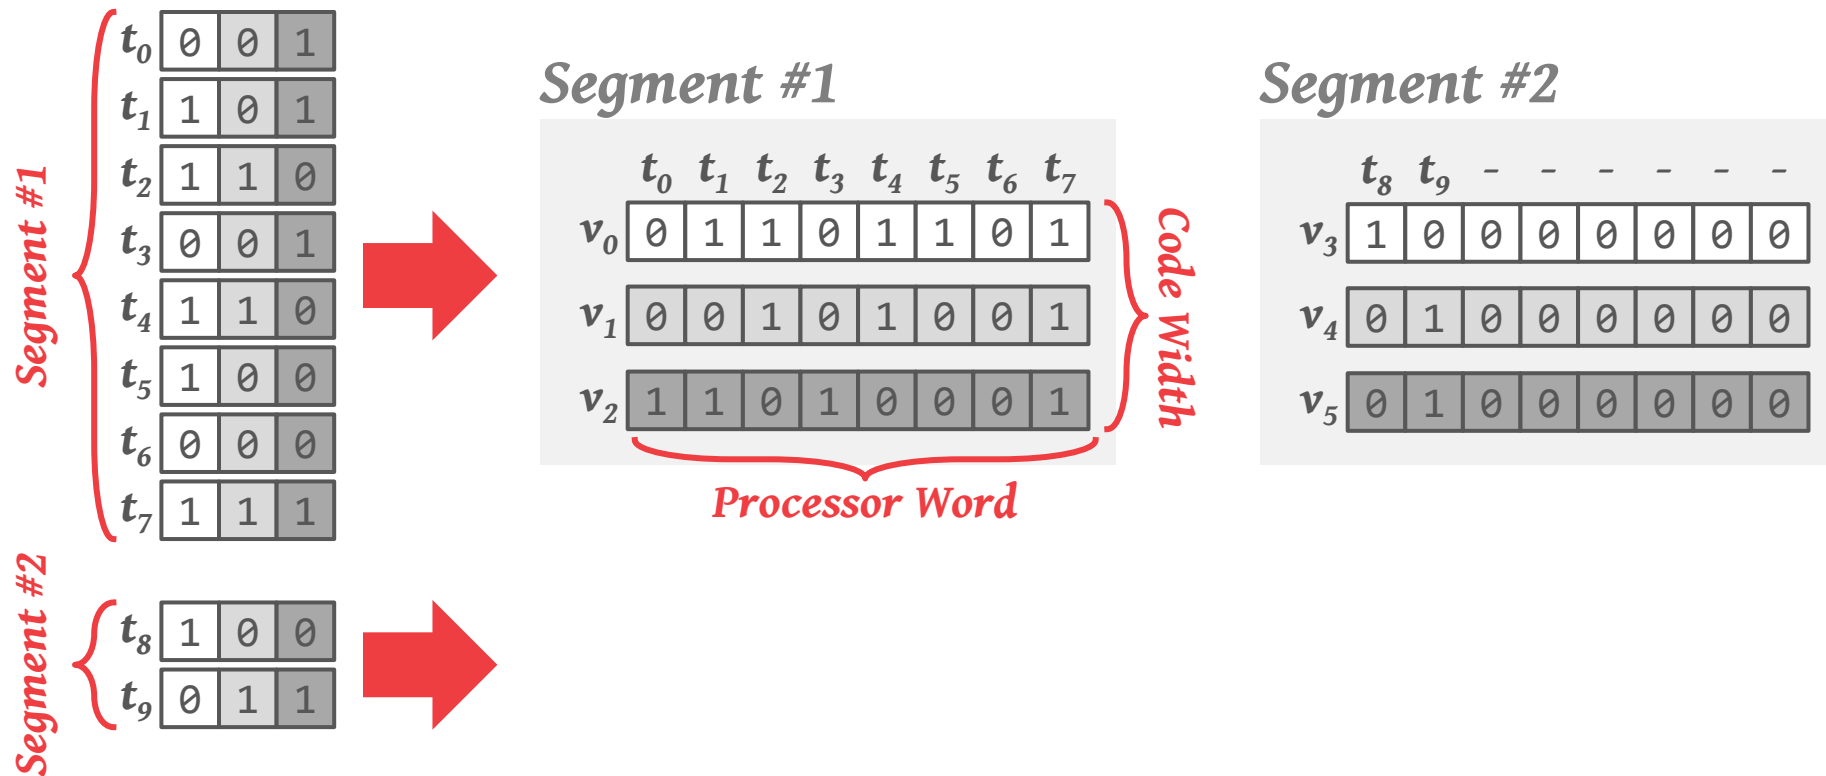 Segment #1
t0 0 0 1
t1 1 0 1
t2 1 1 0
t3 0 0 1
t4 1 1 0
t5 1 0 0
t6 0 0 0
t7 1 1 1
Segment #2
t8 1 0 0
t9 0 1 1
Segment #1
t0 t1 t2 t3 t4 t5 t6 t7
v0 0 1 1 0 1 1 0 1
v1 0 0 1 0 1 0 0 1
v2 1 1 0 1 0 0 0 1
Code Width
Processor Word
Segment #2
t8 t9 - - - - - -
v3 1 0 0 0 0 0 0 0
v4 0 1 0 0 0 0 0 0
v5 0 1 0 0 0 0 0 0